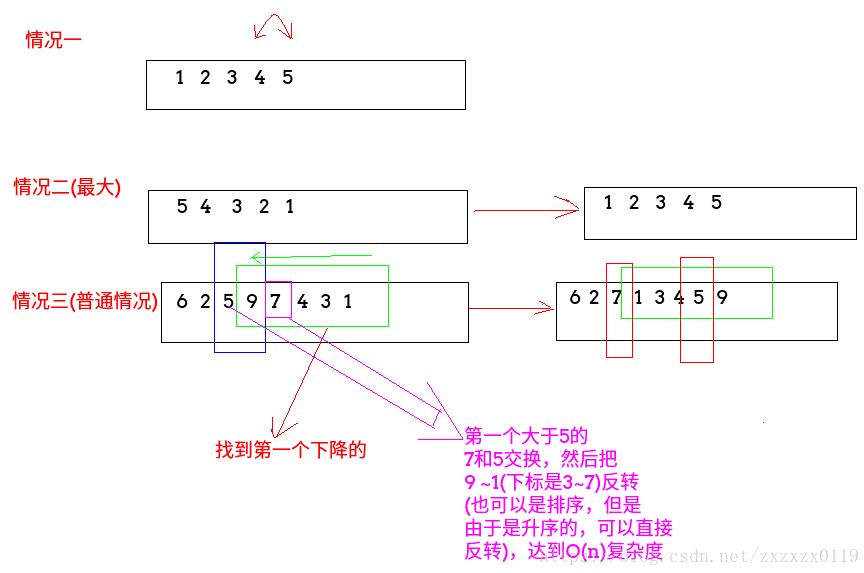 情况一
1 2 3 4 5
情况二(最大)
5 4 3 2 1
1 2 3 4 5
情况三(普通情况)
6 2 5 9 7 4 3 1
6 2 7 1 3 4 5 9
找到第一个下降的
第一个大于5的
7和5交换，然后把
9 ~1(下标是3~7)反转
(也可以是排序，但是
由于是升序的，可以直接
反转)，达到O(n)复杂度
https://blog.csdn.net/zxzxzx0119